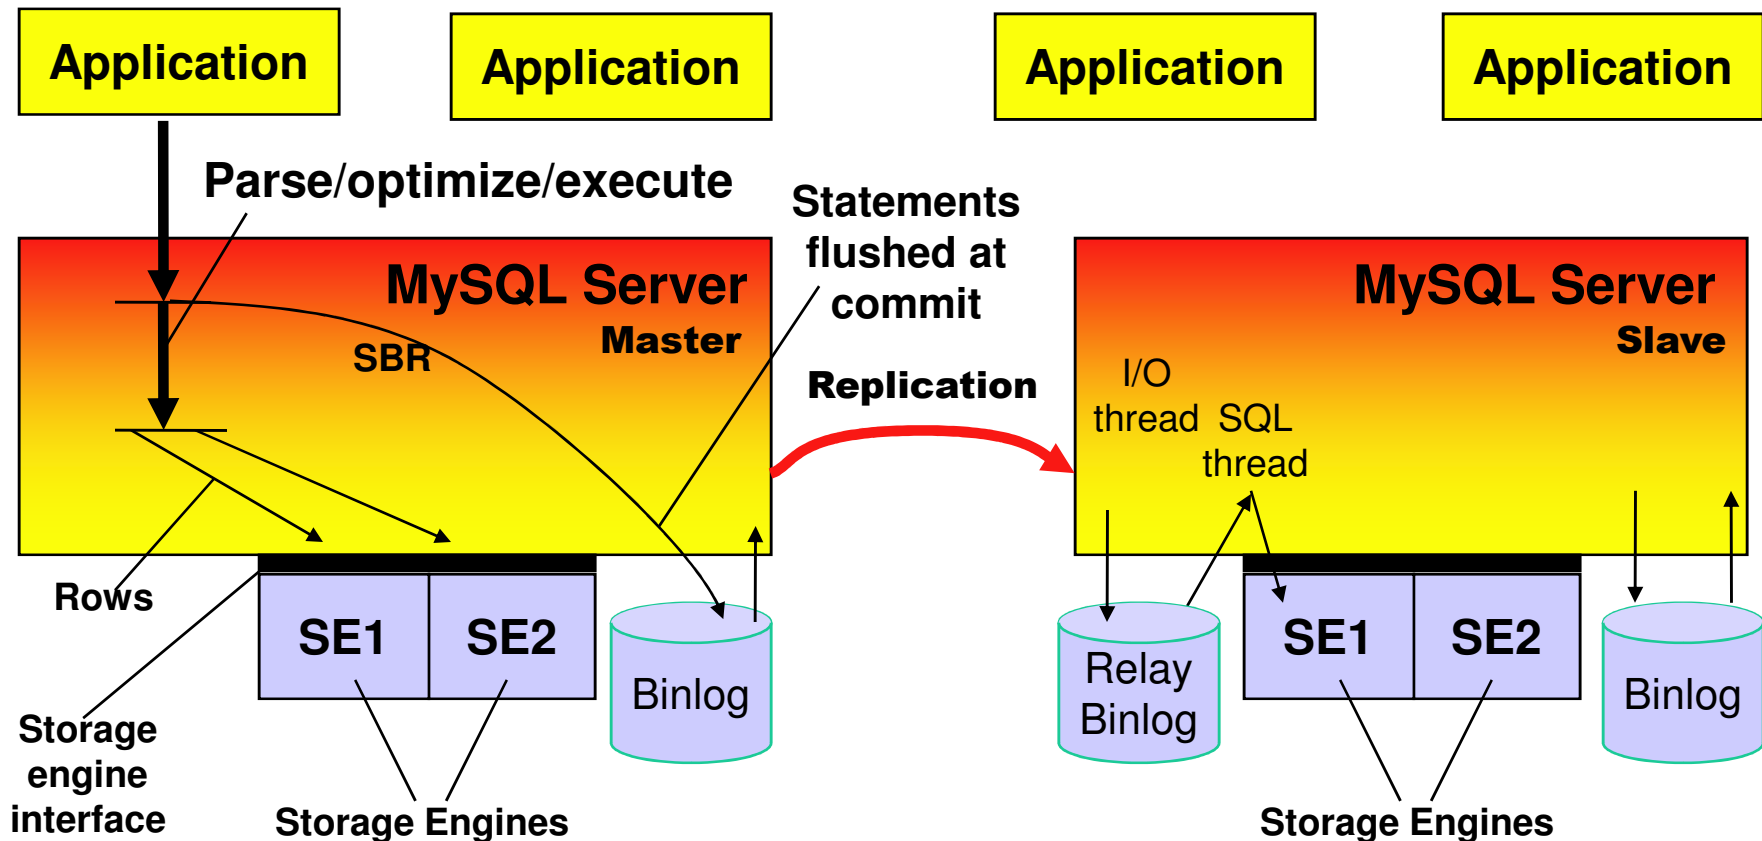 Application
Application
Application
Application
Parse/optimize/execute
Statements
flushed at
commit
MySQL Server
Master
SBR
Replication
MySQL Server
Slave
I/O
thread
SQL
thread
Rows
SE1
SE2
Binlog
Relay
Binlog
SE1
SE2
Binlog
Storage
engine
interface
Storage Engines
Storage Engines